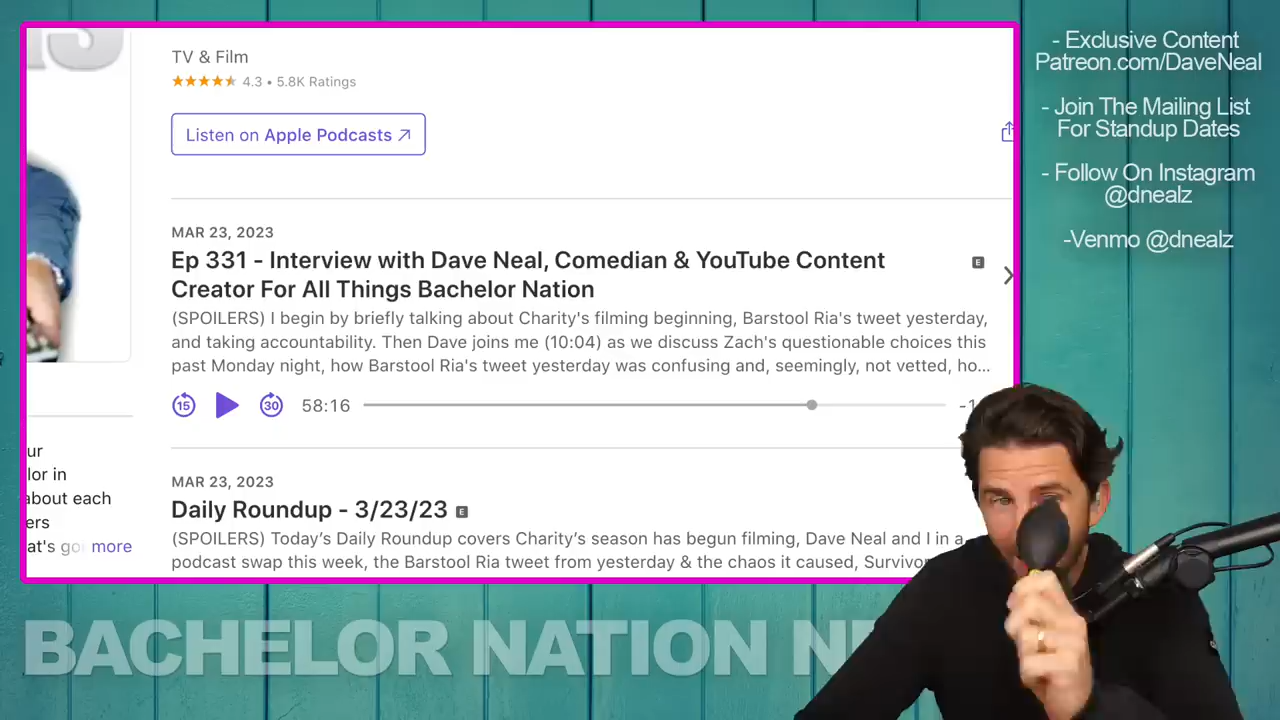 TV & Film
4.3 • 5.8K Ratings
Listen on Apple Podcasts
MAR 23, 2023
Ep 331 - Interview with Dave Neal, Comedian & YouTube Content
Creator For All Things Bachelor Nation
E
(SPOILERS) I begin by briefly talking about Charity's filming beginning, Barstool Ria's tweet yesterday,
and taking accountability. Then Dave joins me (10:04) as we discuss Zach's questionable choices this
past Monday night, how Barstool Ria's tweet yesterday was confusing and, seemingly, not vetted, ho...
15
30
58:16
MAR 23, 2023
Daily Roundup - 3/23/23 E
(SPOILERS) Today's Daily Roundup covers Charity's season has begun filming, Dave Neal and I in a
podcast swap this week, the Barstool Ria tweet from yesterday & the chaos it caused, Survivor
ur
lor in
about each
ers
at's go more
- Exclusive Content
Patreon.com/DaveNeal
- Join The Mailing List
For Standup Dates
- Follow On Instagram
@dnealz
-Venmo @dnealz
BACHELOR NATION NE